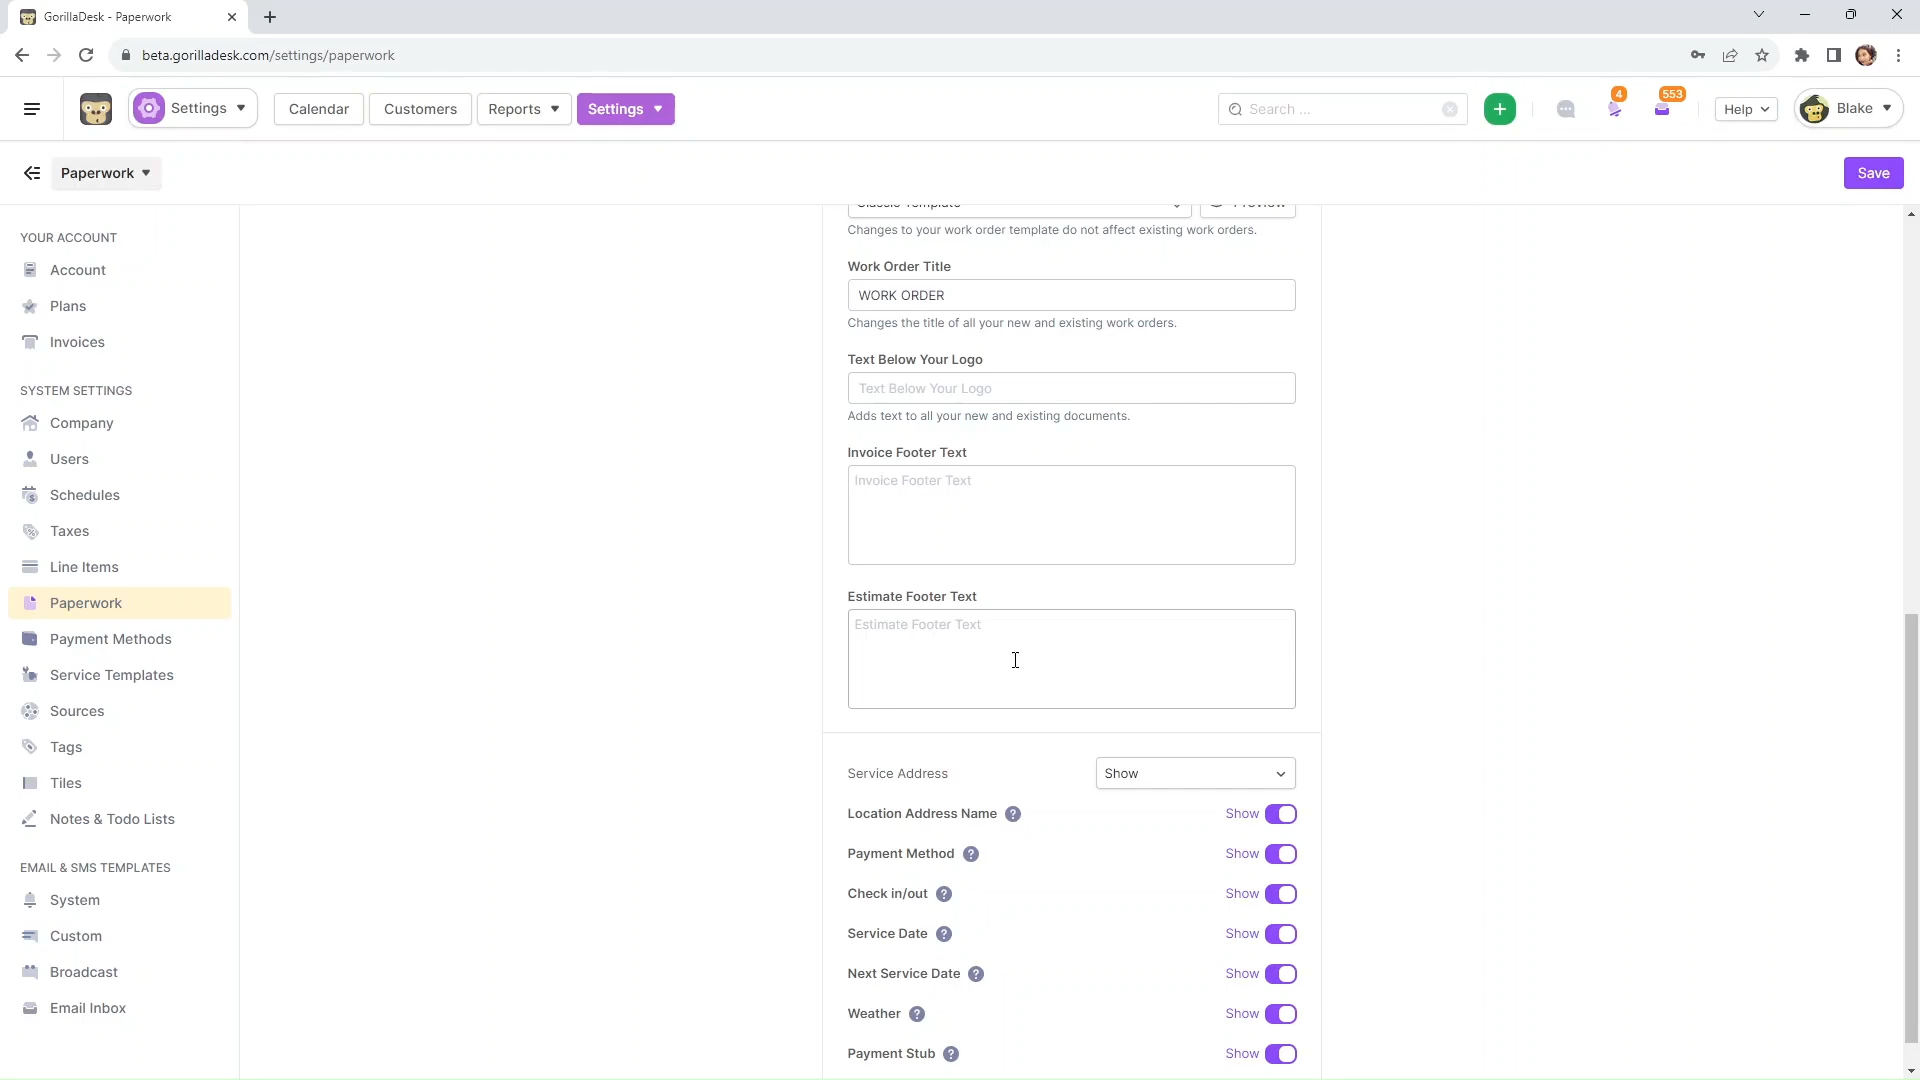 GorillaDesk - Paperwork
beta.gorilladesk.com/settings/paperwork
Settings
Calendar
Customers
Reports
Settings
Search ...
4
553
Help
Blake
Paperwork
Save
YOUR ACCOUNT
Account
Plans
Invoices
SYSTEM SETTINGS
Company
Users
Schedules
Taxes
Line Items
Paperwork
Payment Methods
Service Templates
Sources
Tags
Tiles
Notes & Todo Lists
EMAIL & SMS TEMPLATES
System
Custom
Broadcast
Email Inbox
Classic Template
Preview
Changes to your work order template do not affect existing work orders.
Work Order Title
WORK ORDER
Changes the title of all your new and existing work orders.
Text Below Your Logo
Text Below Your Logo
Adds text to all your new and existing documents.
Invoice Footer Text
Invoice Footer Text
Estimate Footer Text
Estimate Footer Text
Service Address
Show
Location Address Name ?
Show
Payment Method ?
Show
Check in/out ?
Show
Service Date ?
Show
Next Service Date ?
Show
Weather ?
Show
Payment Stub ?
Show